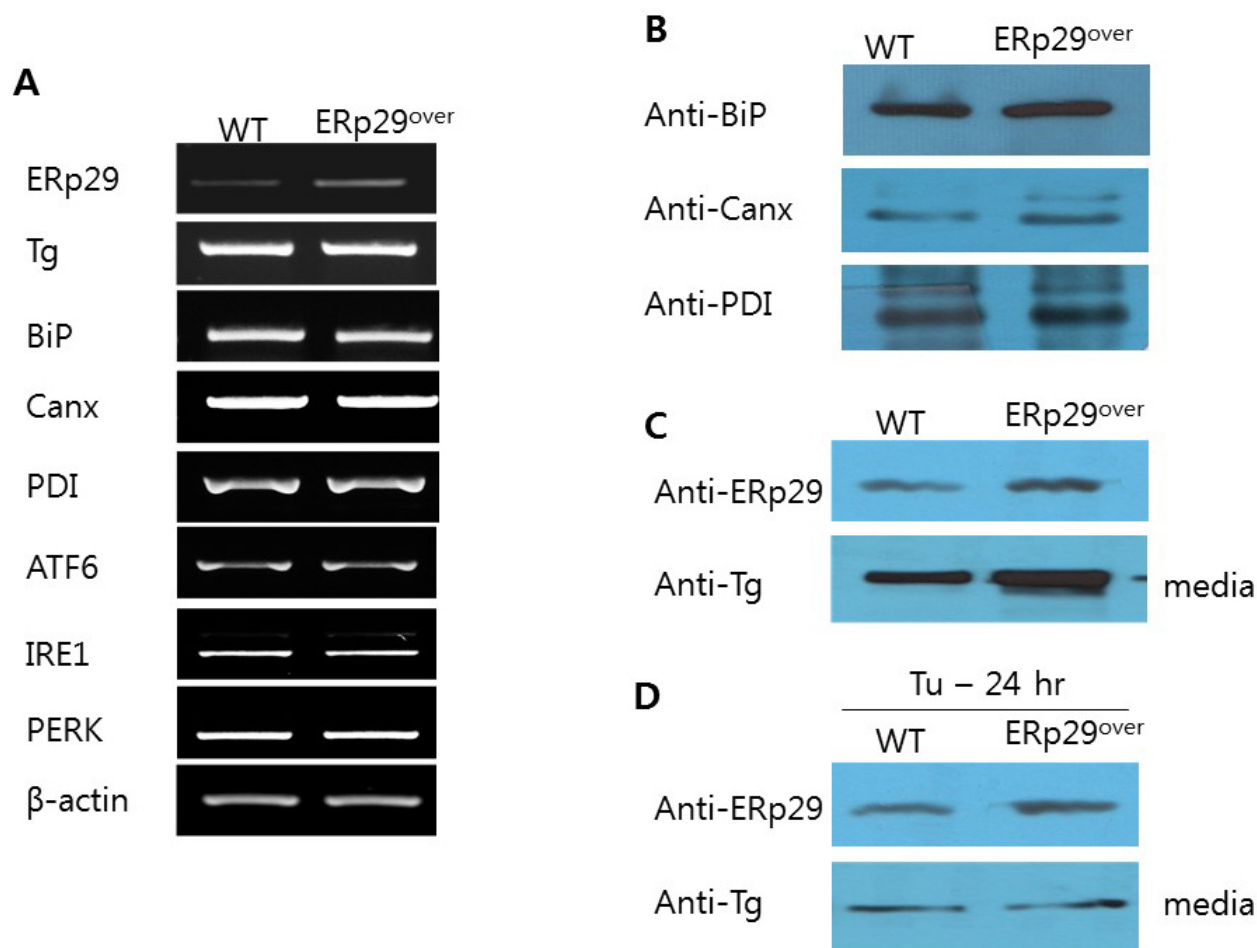 A
WT ERp29over
ERp29
Tg
BiP
Canx
PDI
ATF6
IRE1
PERK
β-actin
B
WT ERp29over
Anti-BiP
Anti-Canx
Anti-PDI
C
WT ERp29over
Anti-ERp29
Anti-Tg media
D
Tu – 24 hr
WT ERp29over
Anti-ERp29
Anti-Tg media